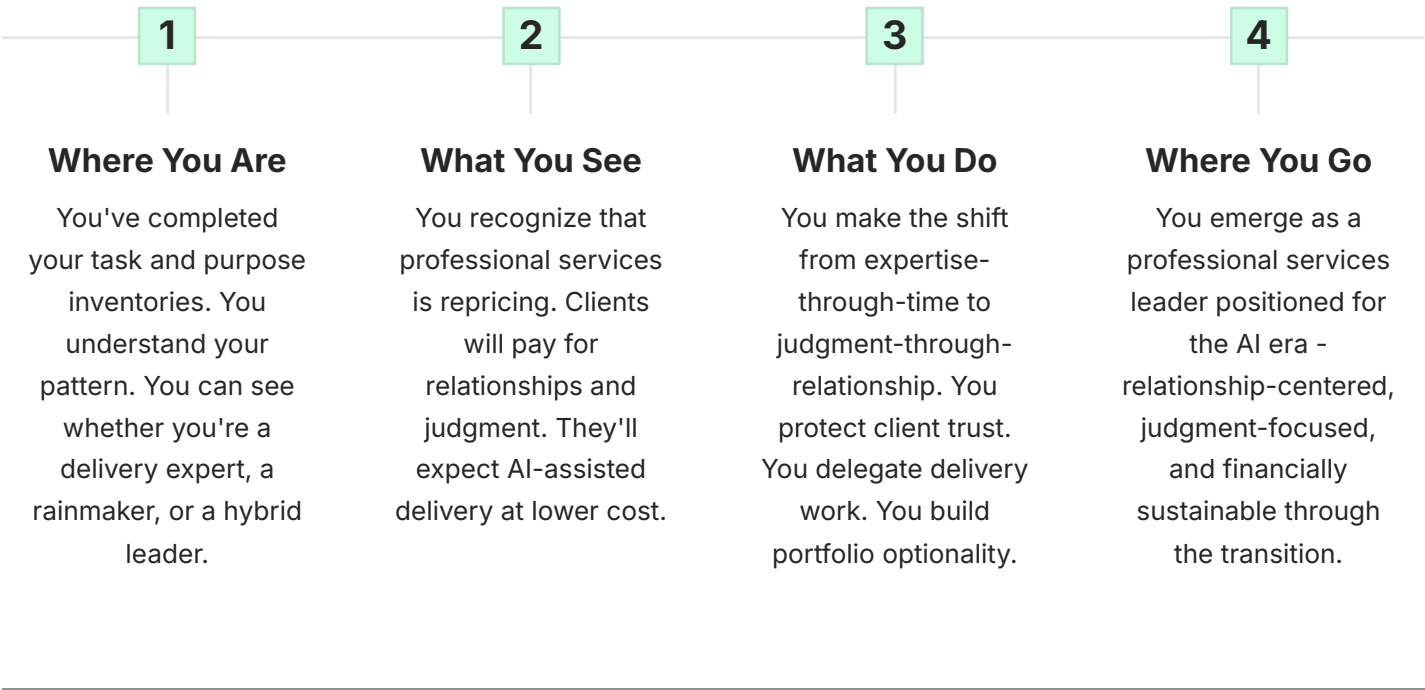 1
Where You Are
You've completed
your task and purpose
inventories. You
understand your
pattern. You can see
whether you're a
delivery expert, a
rainmaker, or a hybrid
leader.
2
What You See
You recognize that
professional services
is repricing. Clients
will pay for
relationships and
judgment. They'll
expect AI-assisted
delivery at lower cost.
3
What You Do
You make the shift
from expertise-
through-time to
judgment-through-
relationship. You
protect client trust.
You delegate delivery
work. You build
portfolio optionality.
4
Where You Go
You emerge as a
professional services
leader positioned for
the AI era -
relationship-centered,
judgment-focused,
and financially
sustainable through
the transition.